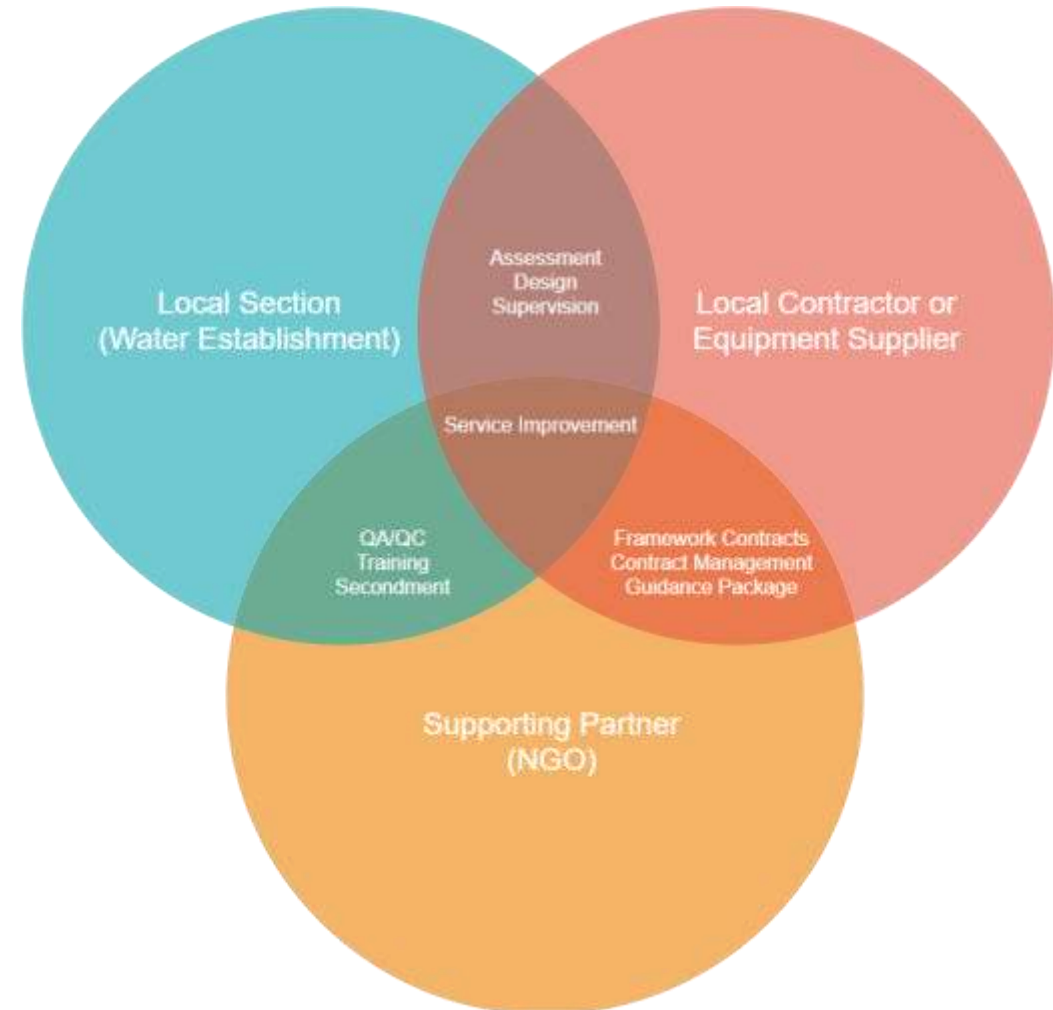 Assessment
Design
Supervision
Local Section
(Water Establishment)
Local Contractor or
Equipment Supplier
Service Improvement
QA/QC
Training
Secondment
Framework Contracts
Contract Management
Guidance Package
Supporting Partner
(NGO)